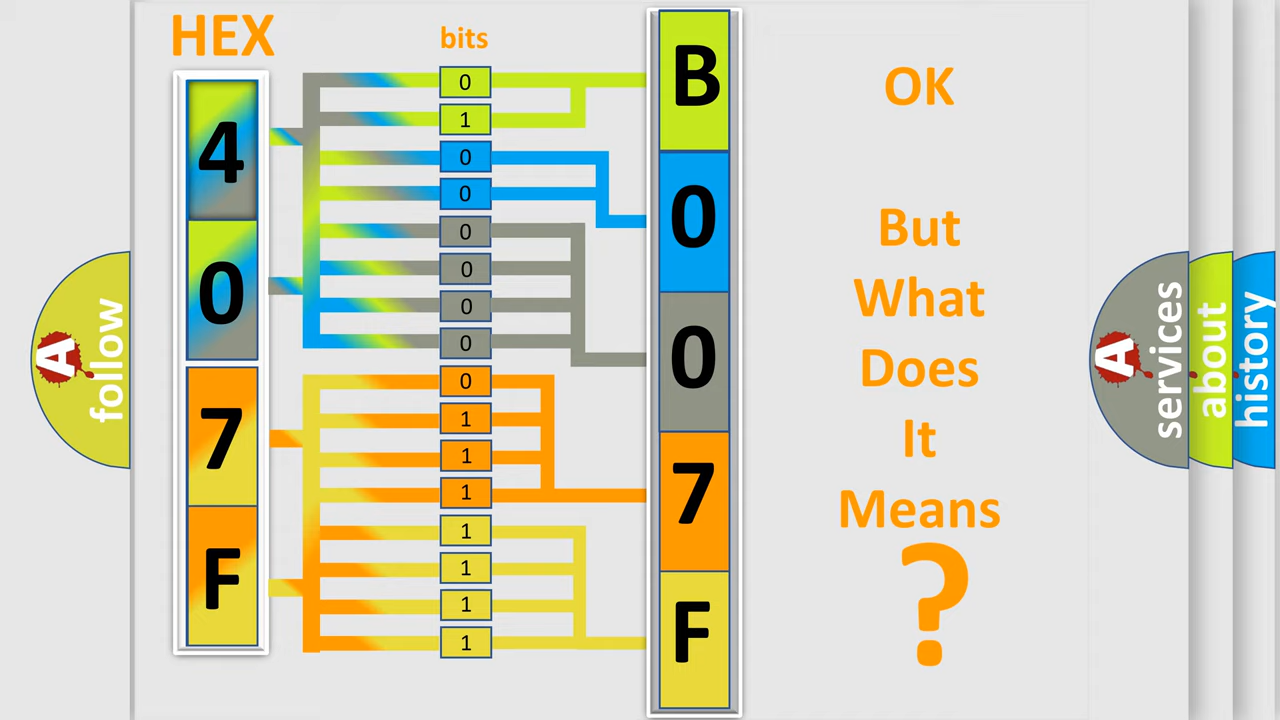 HEX
bits
4
0
7
F
0
1
0
0
0
0
0
0
0
1
1
1
1
1
1
1
B
0
0
7
F
OK
But
What
Does
It
Means
?
A
follow
A
services
about
history